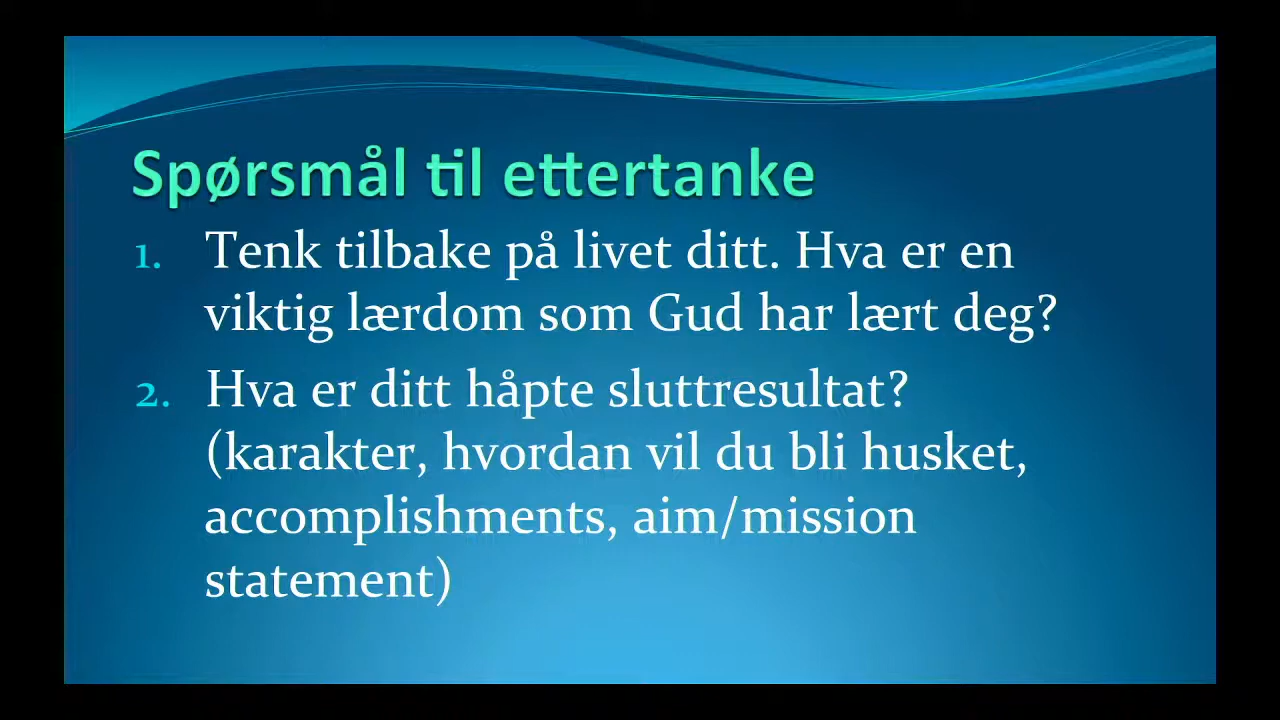 Spørsmål til ettertanke
1. Tenk tilbake på livet ditt. Hva er en
viktig lærdom som Gud har lært deg?
2. Hva er ditt håpte sluttresultat?
(karakter, hvordan vil du bli husket,
accomplishments, aim/mission
statement)